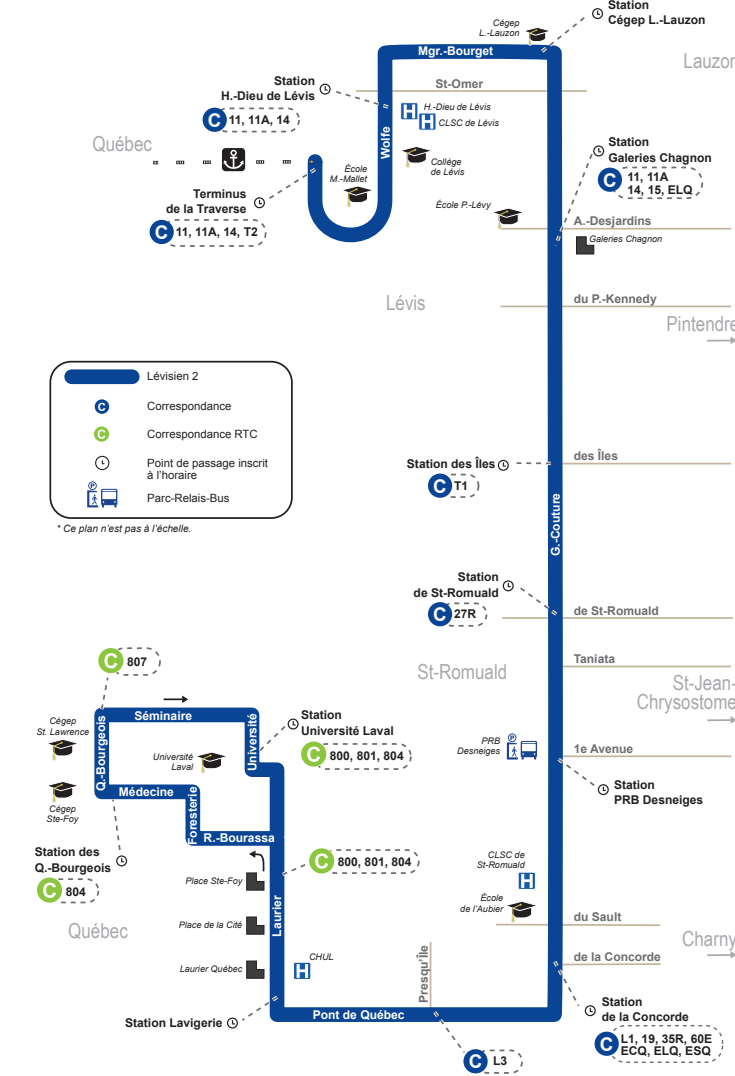 Station
Cégep L.-Lauzon
Cégep
L.-Lauzon
Mgr.-Bourget
Lauzon
Station
H.-Dieu de Lévis
St-Omer
C 11, 11A, 14
H H.-Dieu de Lévis
H CLSC de Lévis
Wolfe
Québec
Station
Galeries Chagnon
C 11, 11A
14, 15, ELQ
École
M.-Mallet
Collège
de Lévis
Terminus
de la Traverse
C 11, 11A, 14, T2
École P.-Lévy
A.-Desjardins
Galeries Chagnon
Lévis
du P.-Kennedy
Pintendre
Lévisien 2
C Correspondance
C Correspondance RTC
Point de passage inscrit
à l'horaire
P
Parc-Relais-Bus
* Ce plan n'est pas à l'échelle.
des Îles
Station des Îles
C T1
G.-Couture
Station
de St-Romuald
C 27R
de St-Romuald
Taniata
St-Romuald
St-Jean-
Chrysostome
C 807
Séminaire
Cégep
St. Lawrence
Q.-Bourgeois
Université
Station
Université Laval
C 800, 801, 804
Université
Laval
PRB
Desneiges
P
1e Avenue
Station
PRB Desneiges
Cégep
Ste-Foy
Médecine
Foresterie
R.-Bourassa
Station des
Q.-Bourgeois
C 804
C 800, 801, 804
Place Ste-Foy
CLSC de
St-Romuald
H
École
de l'Aubier
Laurier
Place de la Cité
Québec
du Sault
Charny
de la Concorde
Presqu'Île
Laurier Québec
CHUL
H
Station Lavigerie
Pont de Québec
Station
de la Concorde
C L1, 19, 35R, 60E
ECQ, ELQ, ESQ
C L3